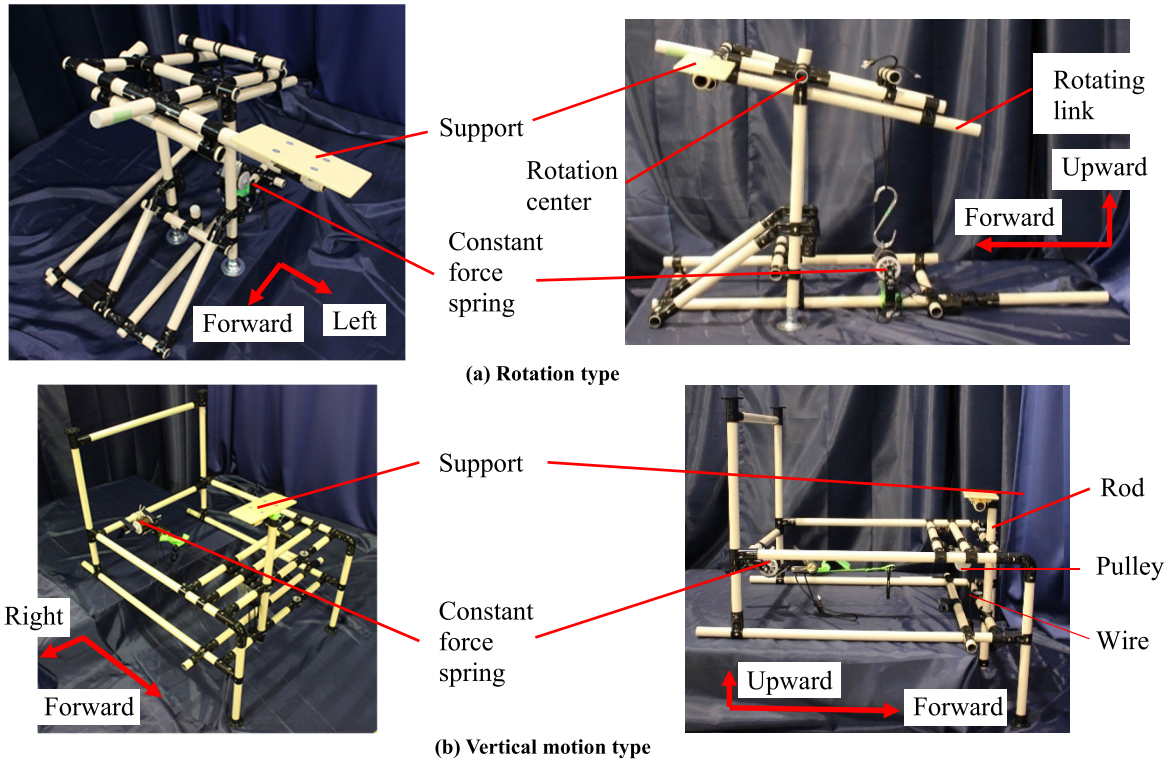 Support
Rotation
center
Constant
force
spring
Rotating
link
Upward
Forward
Forward
Left
(a) Rotation type
Support
Rod
Pulley
Constant
force
spring
Wire
Right
Forward
Upward
Forward
(b) Vertical motion type